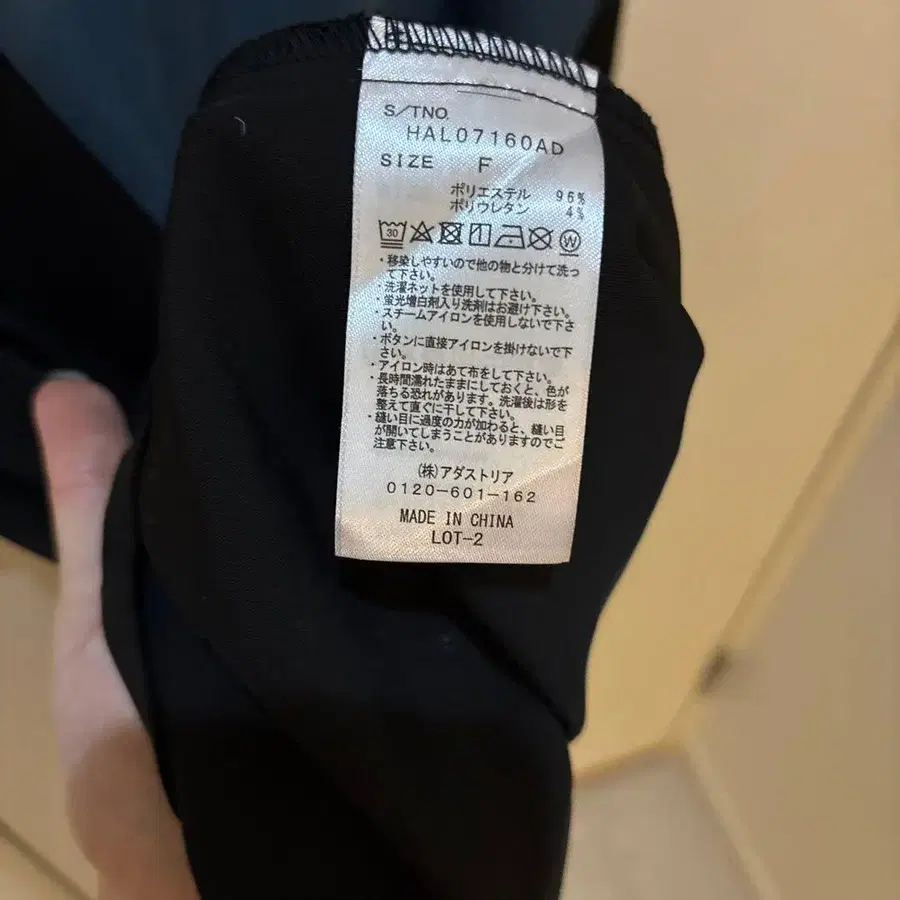 S/TNO.
HAL07160AD
SIZE F
ポリエステル 96%
ポリウレタン 4%
30 W
・移染しやすいので他の物と分けて洗っ
て下さい。
・洗濯ネットを使用して下さい。
・蛍光増白剤入り洗剤はお避け下さい。
・スチームアイロンを使用しないで下さ
い。
・ボタンに直接アイロンを掛けないで下
さい。
・アイロン時はあて布をして下さい。
・長時間濡れたままにしておくと、色が
落ちる恐れがあります。洗濯後は形を
整えて直ぐに干して下さい。
・縫い目に過度の力が加わると、縫い目
が開いてしまうことがありますのでご
注意下さい。
(株)アダストリア
0120-601-162
MADE IN CHINA
LOT-2